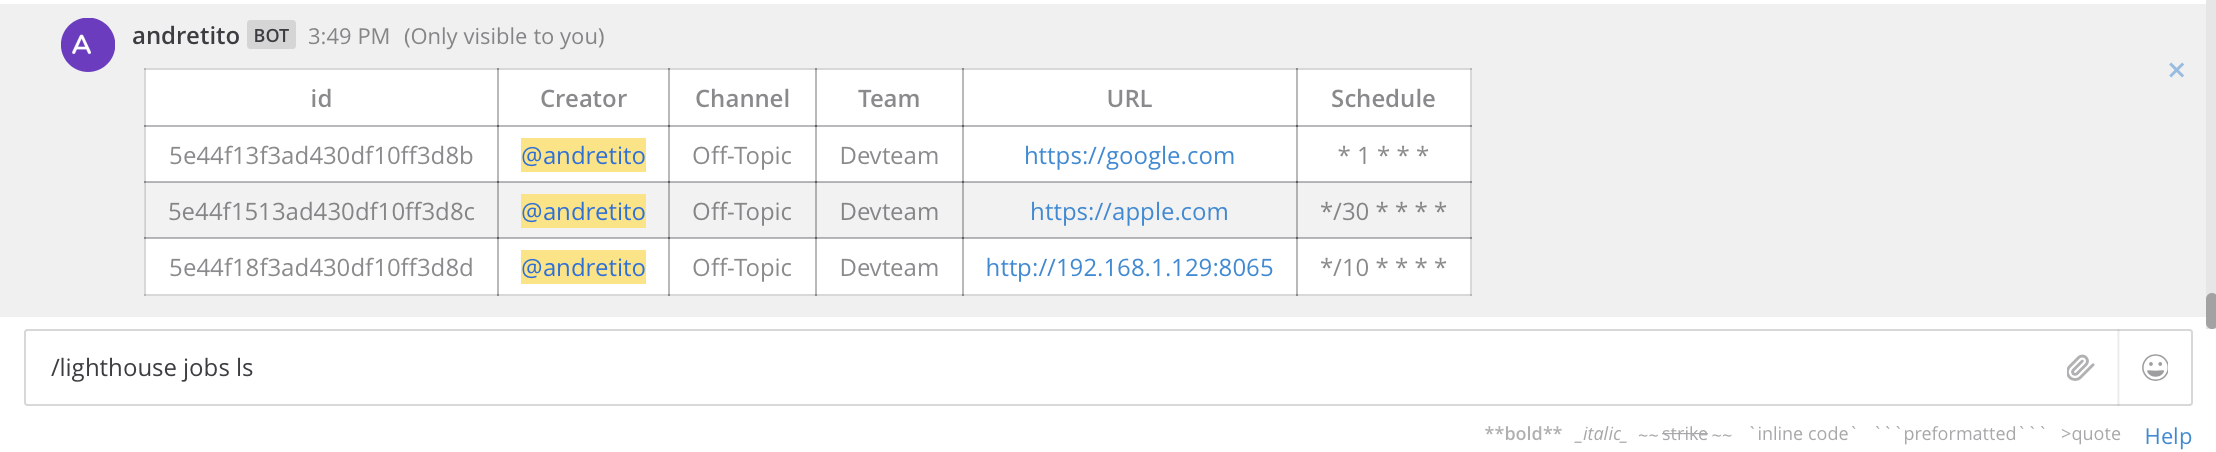 A
andretito BOT 3:49 PM (Only visible to you)
id Creator Channel Team URL Schedule
5e44f13f3ad430df10ff3d8b @andretito Off-Topic Devteam https://google.com * 1 * * *
5e44f1513ad430df10ff3d8c @andretito Off-Topic Devteam https://apple.com */30 * * * *
5e44f18f3ad430df10ff3d8d @andretito Off-Topic Devteam http://192.168.1.129:8065 */10 * * * *
/lighthouse jobs ls
**bold** _italic_ ~~strike~~ `inline code` ```preformatted``` >quote Help